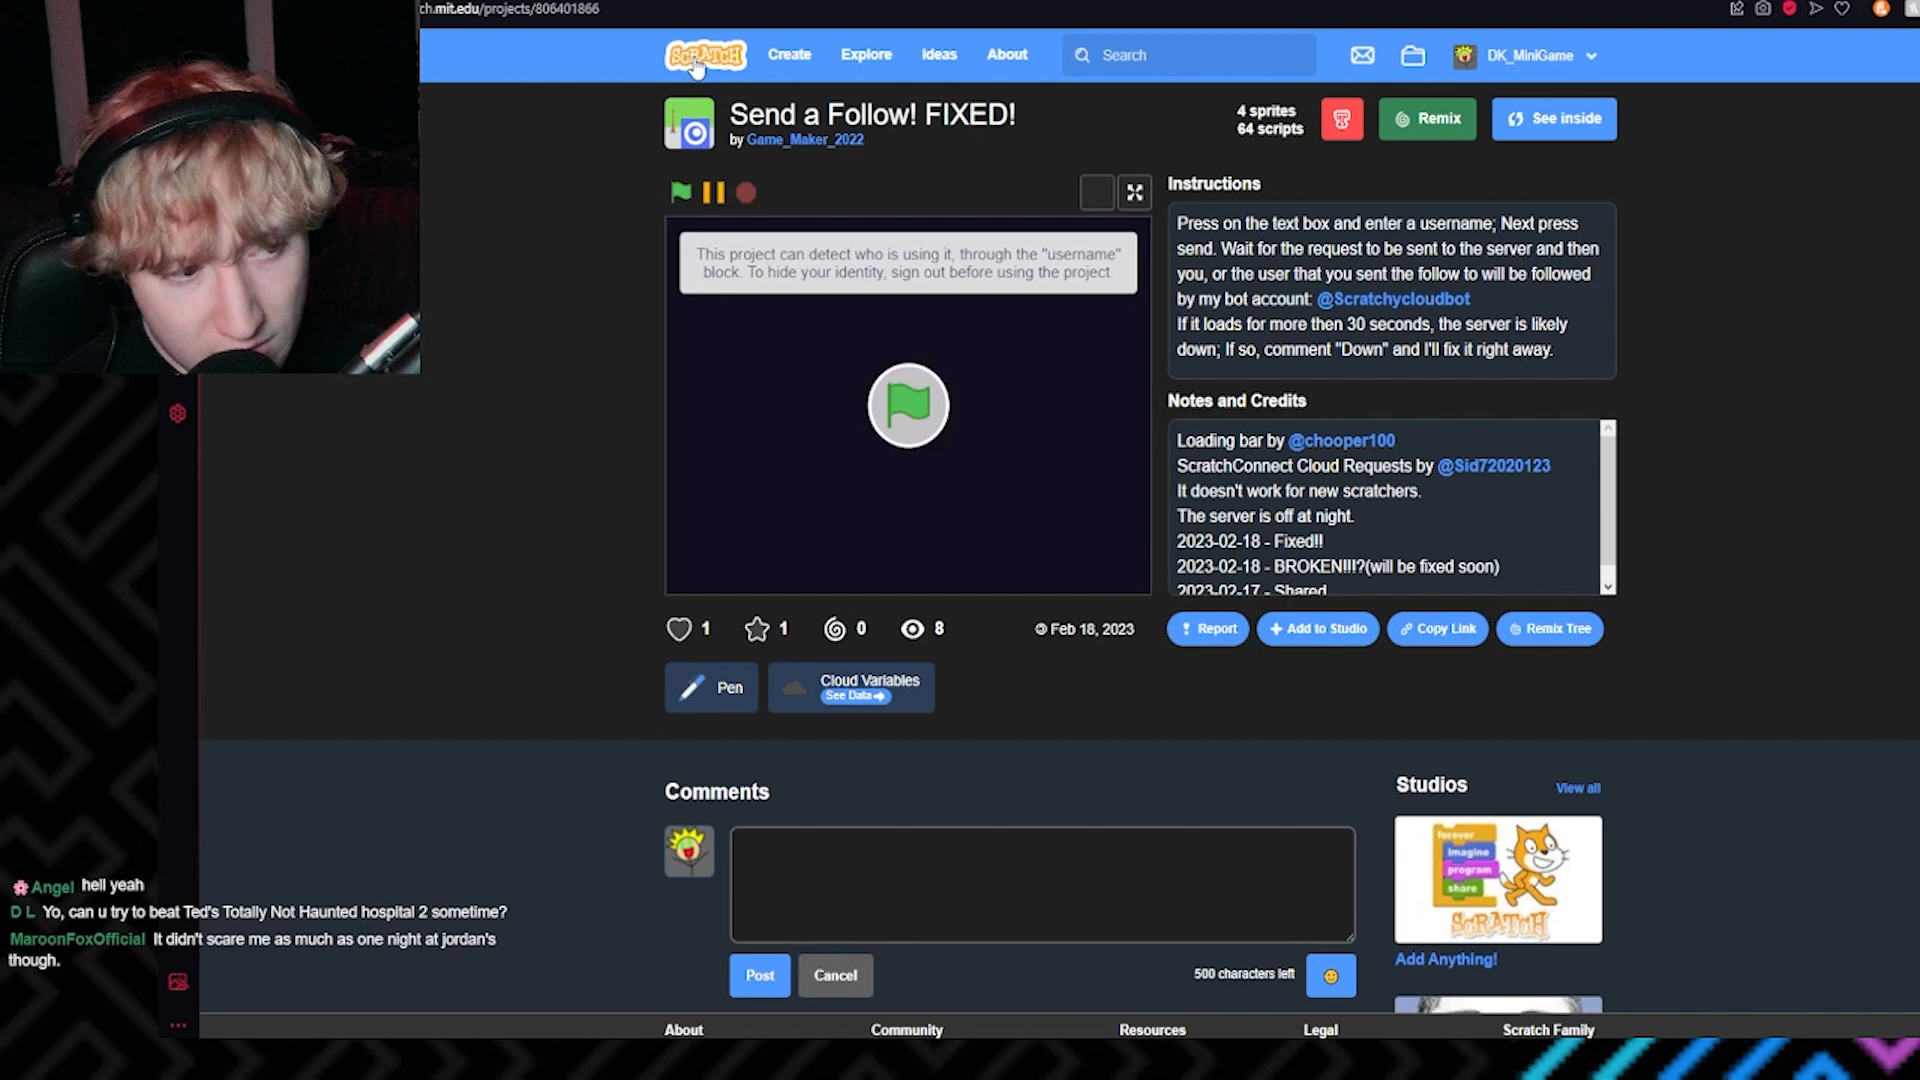 ch.mit.edu/projects/806401866
SCRATCH Create Explore Ideas About Search DK_MiniGame
Send a Follow! FIXED!
by Game_Maker_2022
4 sprites
64 scripts
Remix
See inside
This project can detect who is using it, through the "username"
block. To hide your identity, sign out before using the project.
Instructions
Press on the text box and enter a username; Next press
send. Wait for the request to be sent to the server and then
you, or the user that you sent the follow to will be followed
by my bot account: @Scratchycloudbot
If it loads for more then 30 seconds, the server is likely
down; If so, comment "Down" and I'll fix it right away.
Notes and Credits
Loading bar by @chooper100
ScratchConnect Cloud Requests by @Sid72020123
It doesn't work for new scratchers.
The server is off at night.
2023-02-18 - Fixed!!
2023-02-18 - BROKEN!!!?(will be fixed soon)
2023-02-17 - Shared
1 1 0 8 Feb 18, 2023
Report Add to Studio Copy Link Remix Tree
Pen
Cloud Variables
See Data
Comments
Post Cancel 500 characters left
Studios View all
forever
imagine
program
share
SCRATCH
Add Anything!
Angel hell yeah
D L Yo, can u try to beat Ted's Totally Not Haunted hospital 2 sometime?
MaroonFoxOfficial It didn't scare me as much as one night at jordan's
though.
About Community Resources Legal Scratch Family